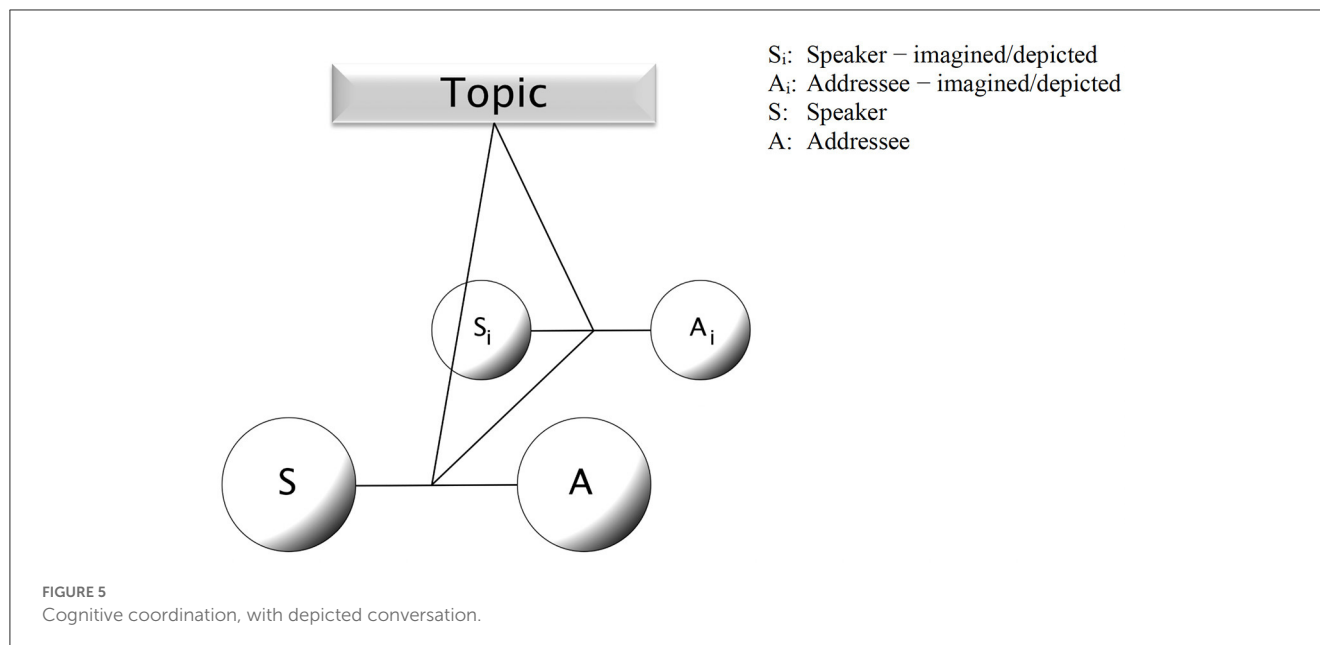 Topic
Sᵢ: Speaker – imagined/depicted
Aᵢ: Addressee – imagined/depicted
S: Speaker
A: Addressee
Sᵢ
Aᵢ
S
A
FIGURE 5
Cognitive coordination, with depicted conversation.